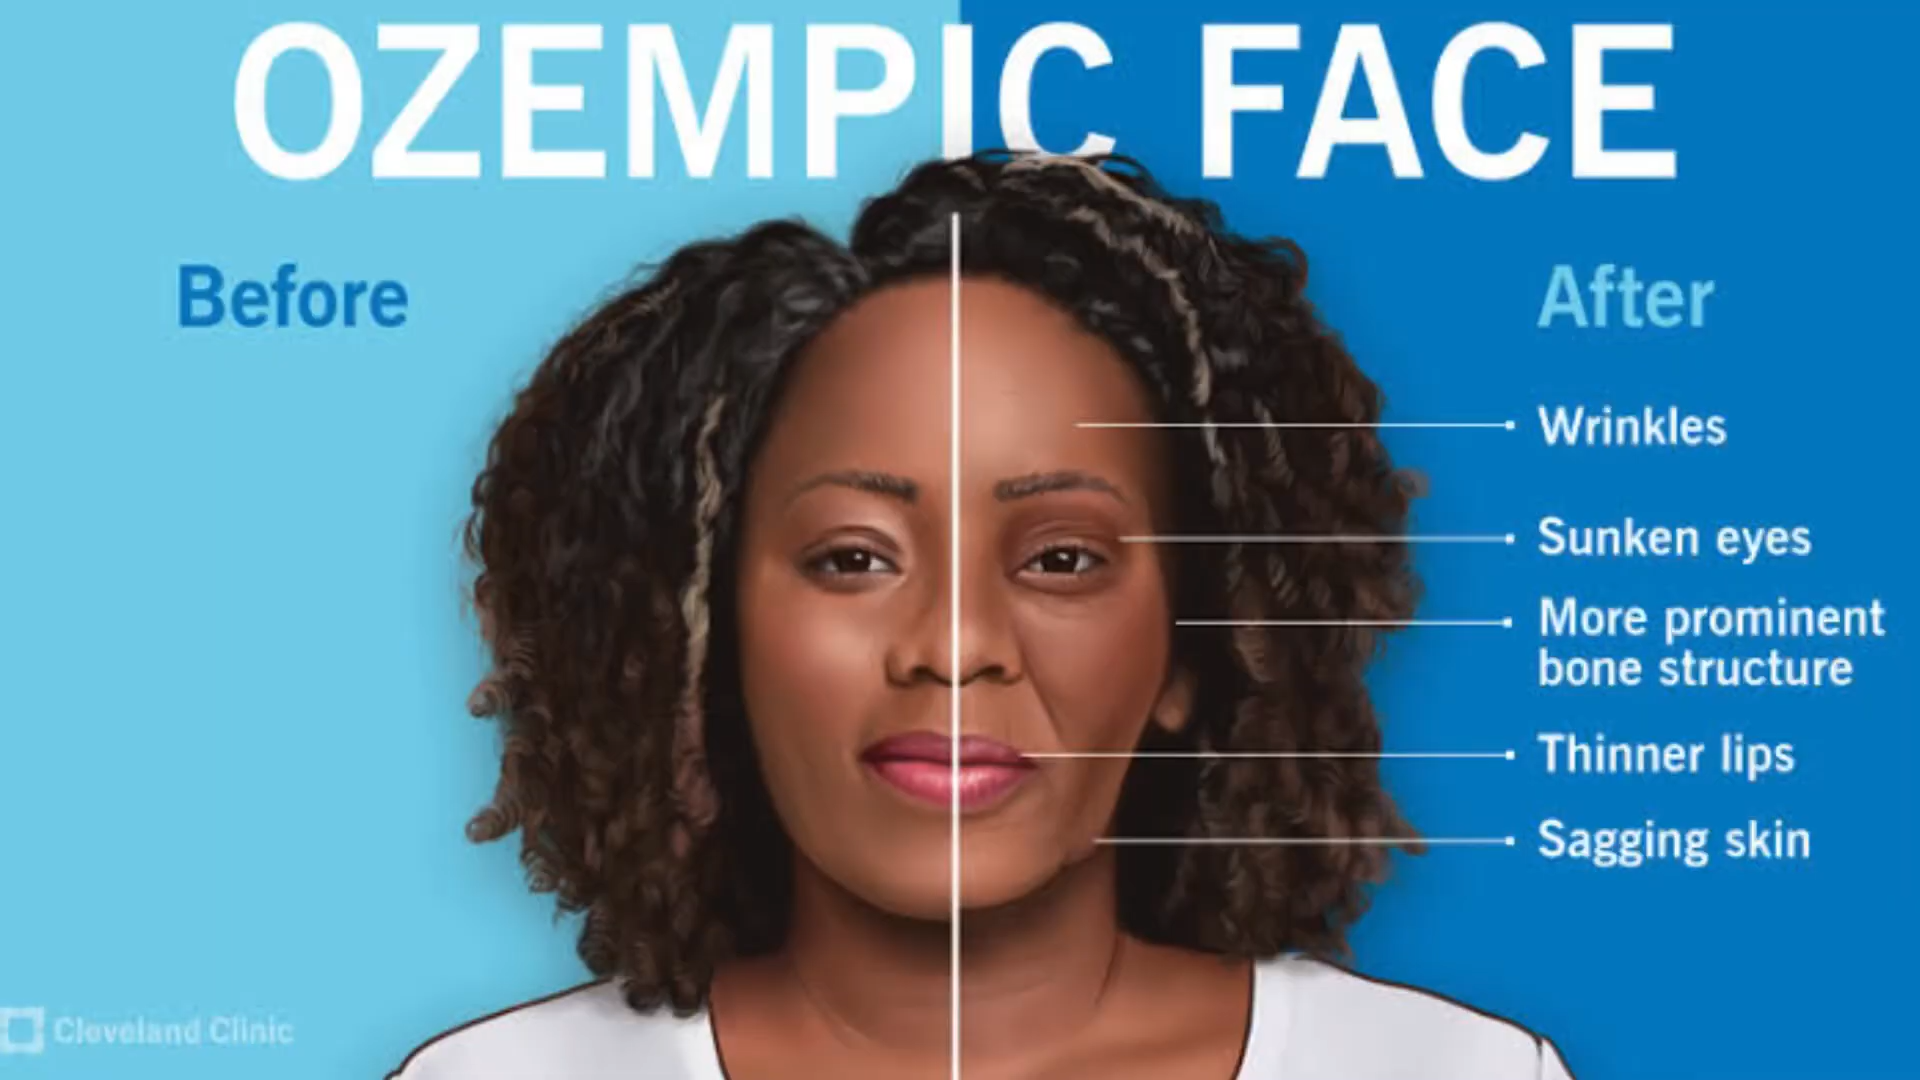 OZEMPIC FACE
Before
After
Wrinkles
Sunken eyes
More prominent
bone structure
Thinner lips
Sagging skin
Cleveland Clinic